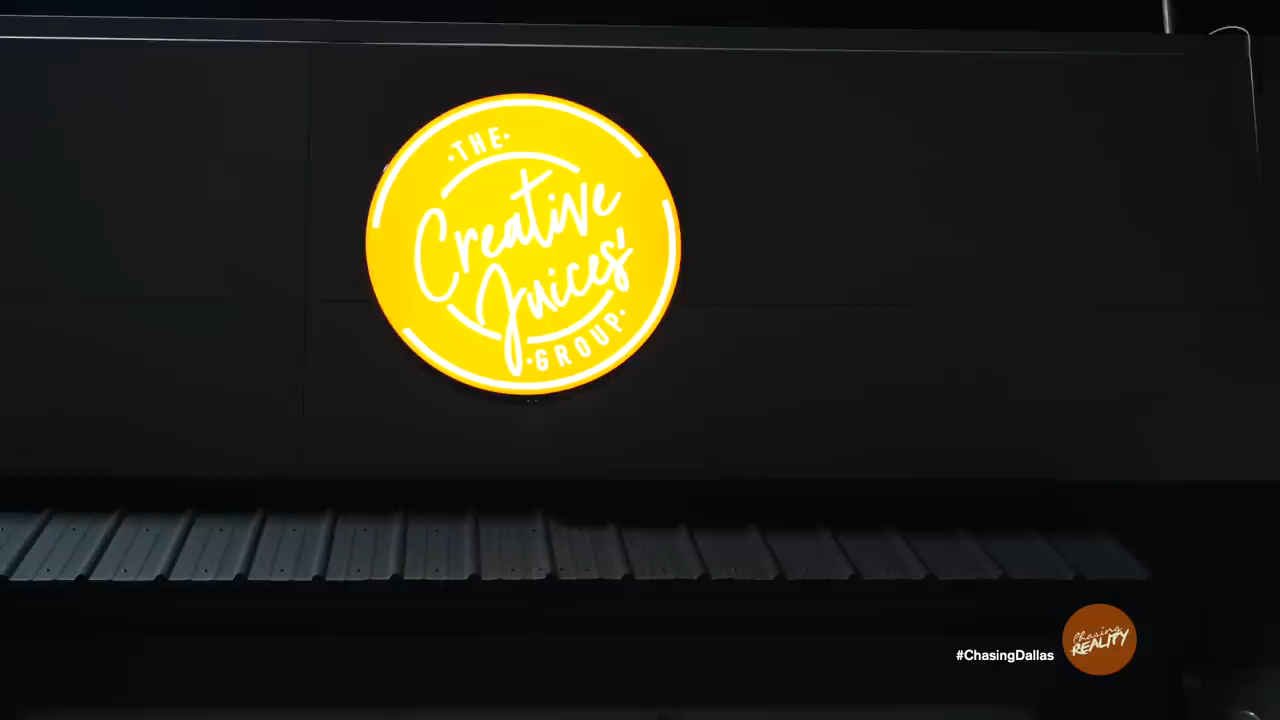 ·THE·
Creative
Juices'
·GROUP·
#ChasingDallas
Chasing
REALITY